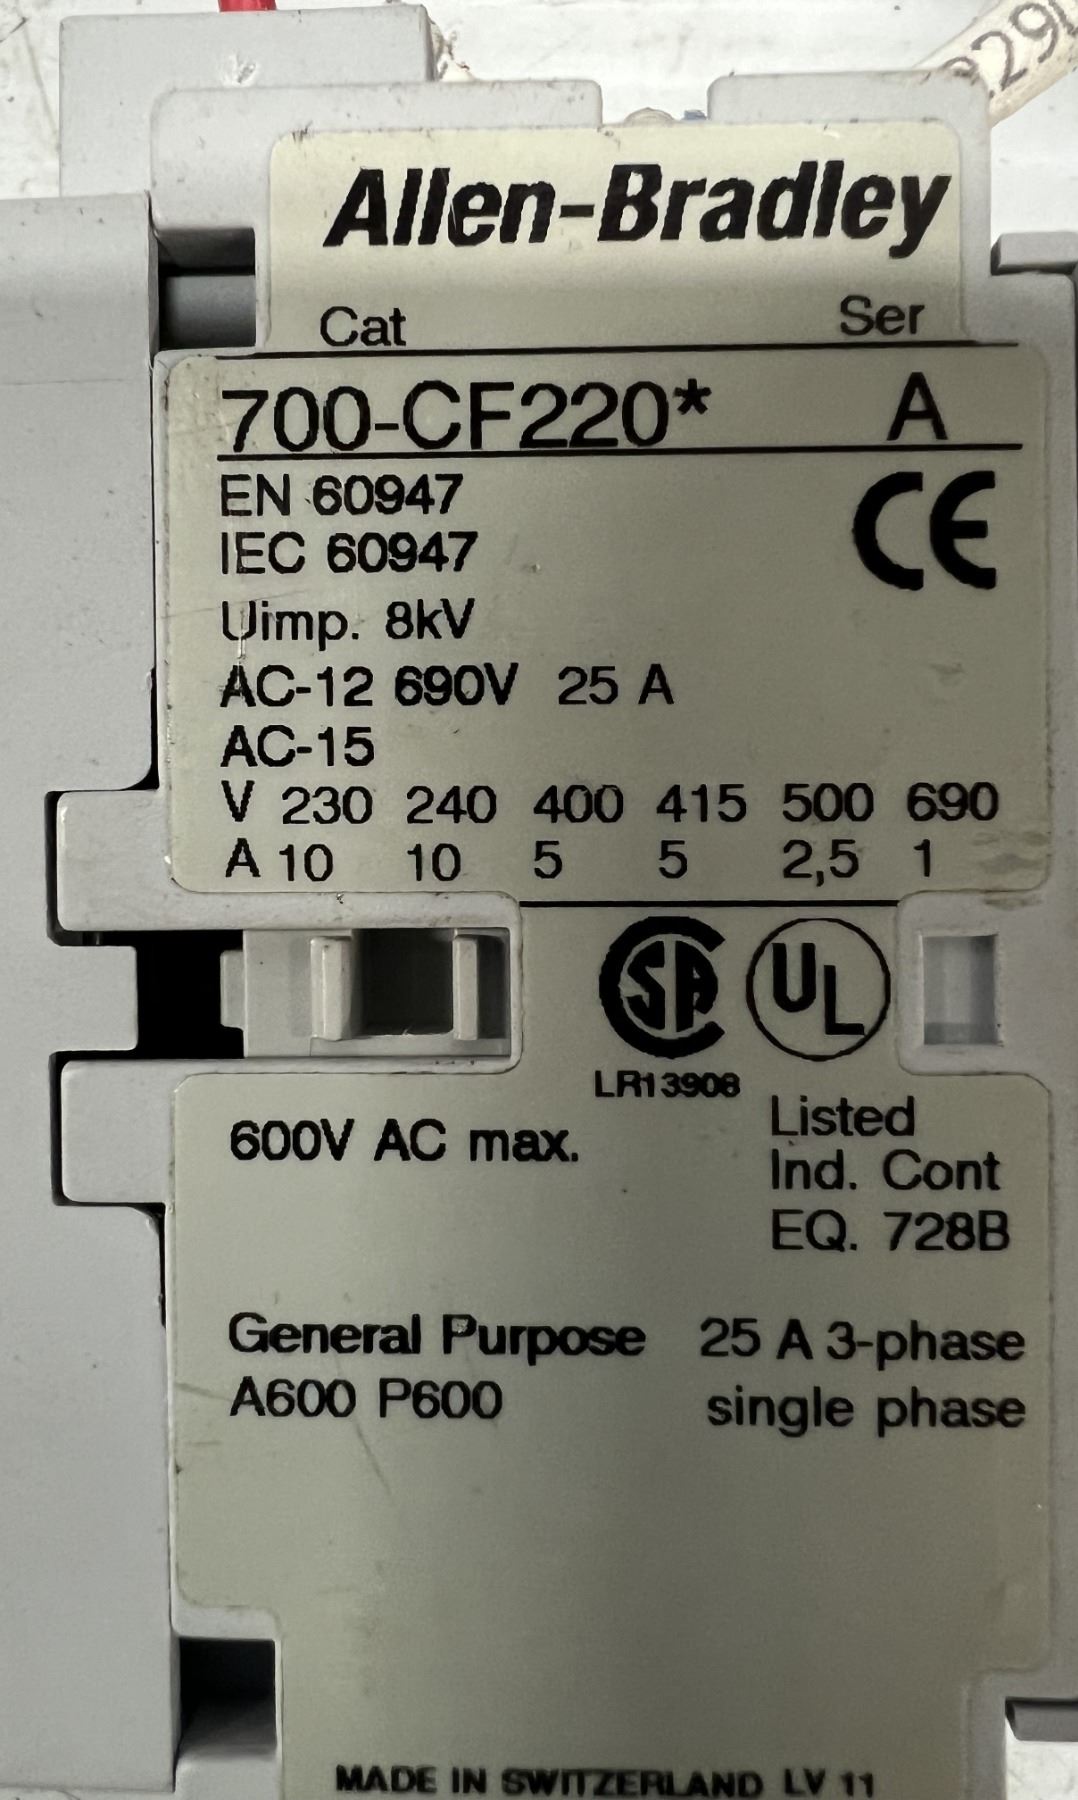 Allen-Bradley
Cat Ser
700-CF220* A
EN 60947
IEC 60947
CE
Uimp. 8kV
AC-12 690V 25 A
AC-15
V 230 240 400 415 500 690
A 10 10 5 5 2,5 1
SA UL
LR13908
600V AC max.
Listed
Ind. Cont
EQ. 728B
General Purpose 25 A 3-phase
A600 P600 single phase
MADE IN SWITZERLAND LV 11